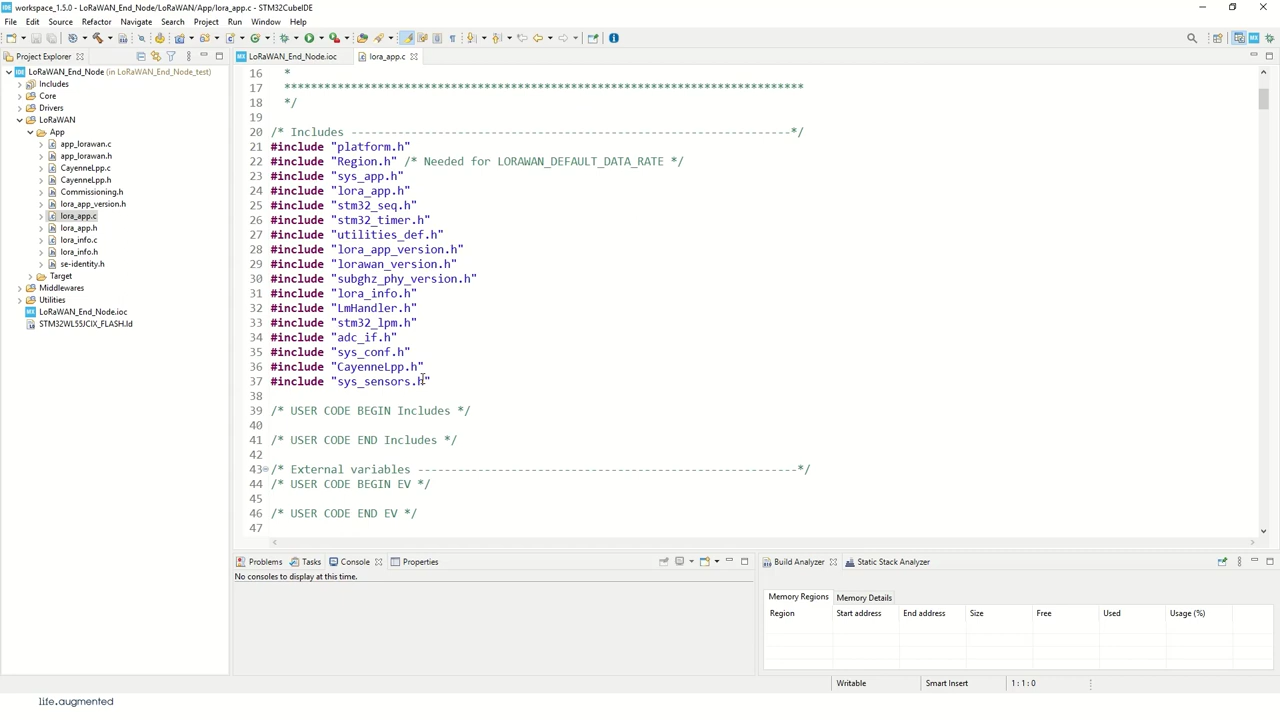 workspace_1.5.0 - LoRaWAN_End_Node/LoRaWAN/App/lora_app.c - STM32CubeIDE
File Edit Source Refactor Navigate Search Project Run Window Help
Project Explorer
LoRaWAN_End_Node (in LoRaWAN_End_Node_test)
Includes
Core
Drivers
LoRaWAN
App
app_lorawan.c
app_lorawan.h
CayenneLpp.c
CayenneLpp.h
Commissioning.h
lora_app_version.h
lora_app.c
lora_app.h
lora_info.c
lora_info.h
se-identity.h
Target
Middlewares
Utilities
LoRaWAN_End_Node.ioc
STM32WL55JCIX_FLASH.ld
LoRaWAN_End_Node.ioc lora_app.c
16 *
17 ******************************************************************************
18 */
19
20 /* Includes ------------------------------------------------------------------*/
21 #include "platform.h"
22 #include "Region.h" /* Needed for LORAWAN_DEFAULT_DATA_RATE */
23 #include "sys_app.h"
24 #include "lora_app.h"
25 #include "stm32_seq.h"
26 #include "stm32_timer.h"
27 #include "utilities_def.h"
28 #include "lora_app_version.h"
29 #include "lorawan_version.h"
30 #include "subghz_phy_version.h"
31 #include "lora_info.h"
32 #include "LmHandler.h"
33 #include "stm32_lpm.h"
34 #include "adc_if.h"
35 #include "sys_conf.h"
36 #include "CayenneLpp.h"
37 #include "sys_sensors.h"
38
39 /* USER CODE BEGIN Includes */
40
41 /* USER CODE END Includes */
42
43 /* External variables ---------------------------------------------------------*/
44 /* USER CODE BEGIN EV */
45
46 /* USER CODE END EV */
47
Problems Tasks Console Properties
No consoles to display at this time.
Build Analyzer Static Stack Analyzer
Memory Regions Memory Details
Region Start address End address Size Free Used Usage (%)
Writable Smart Insert 1 : 1 : 0
life.augmented